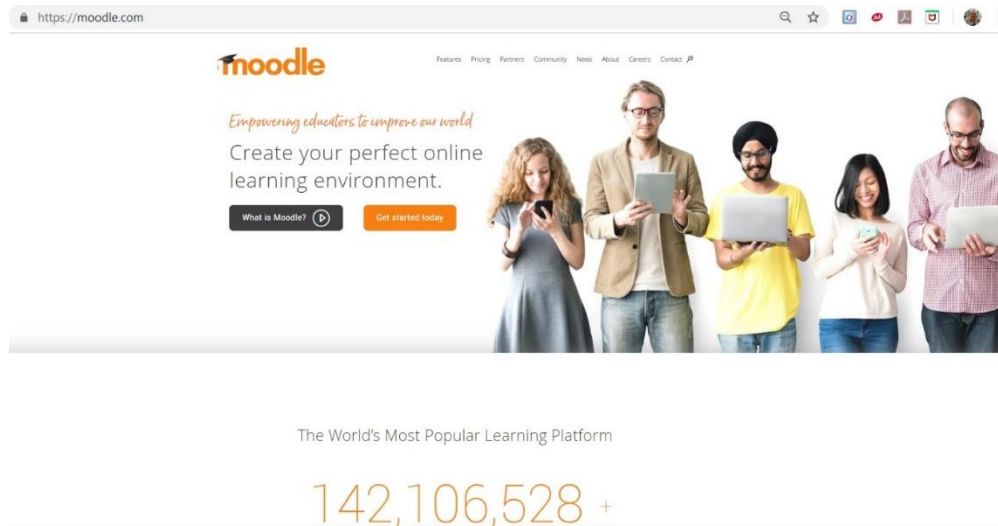 https://moodle.com
moodle
Features Pricing Partners Community News About Careers Contact
Empowering educators to improve our world
Create your perfect online
learning environment.
What is Moodle? Get started today
The World's Most Popular Learning Platform
142,106,528 +